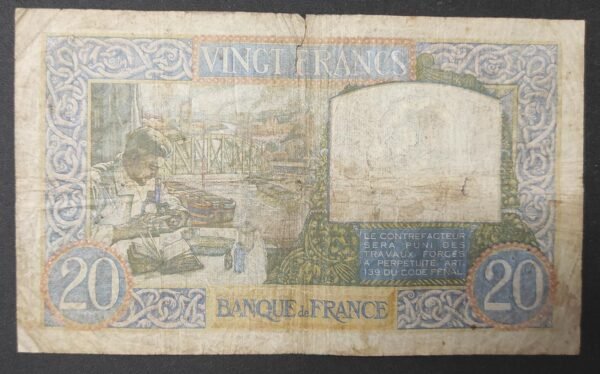 VINGT FRANCS
LE CONTREFACTEUR
SERA PUNI DES
TRAVAUX FORCÉS
A PERPÉTUITÉ ART.
139 DU CODE PÉNAL
20
20
BANQUE de FRANCE